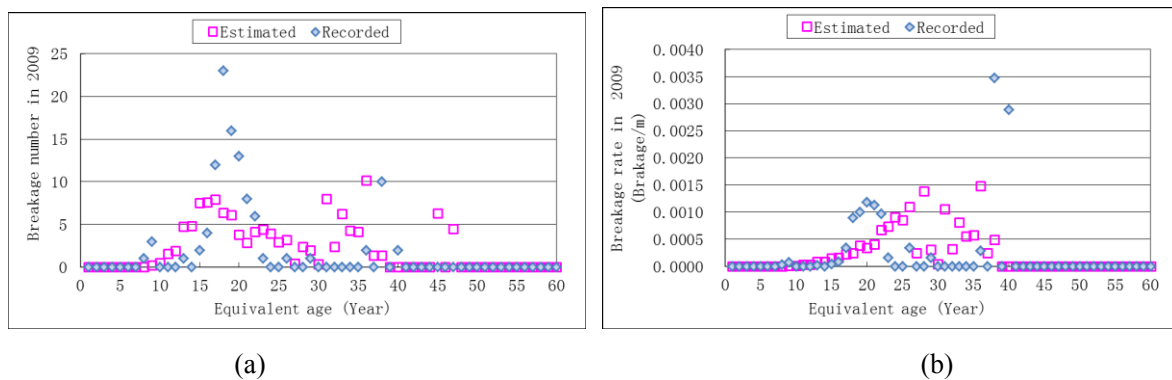 Estimated Recorded
Breakage number in 2009
25
20
15
10
5
0
0 5 10 15 20 25 30 35 40 45 50 55 60
Equivalent age (Year)
(a)
Estimated Recorded
Breakage rate in 2009
(Brakage/m)
0.0040
0.0035
0.0030
0.0025
0.0020
0.0015
0.0010
0.0005
0.0000
0 5 10 15 20 25 30 35 40 45 50 55 60
Equivalent age (Year)
(b)